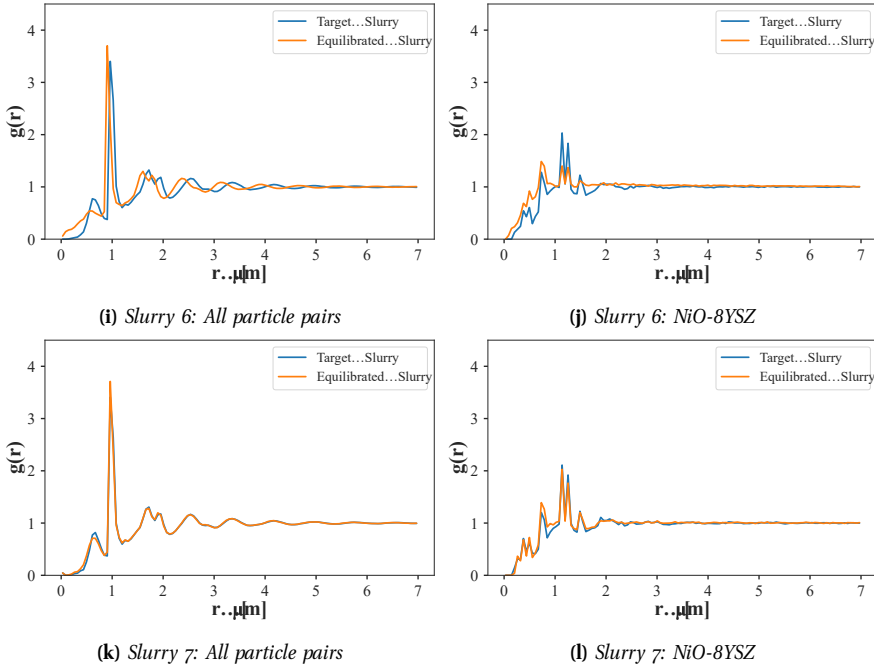 4
3
2
1
0
g(r)
Target…Slurry
Equilibrated…Slurry
0 1 2 3 4 5 6 7
r‥µ[m]
(i) Slurry 6: All particle pairs
4
3
2
1
0
g(r)
Target…Slurry
Equilibrated…Slurry
0 1 2 3 4 5 6 7
r‥µ[m]
(j) Slurry 6: NiO-8YSZ
4
3
2
1
0
g(r)
Target…Slurry
Equilibrated…Slurry
0 1 2 3 4 5 6 7
r‥µ[m]
(k) Slurry 7: All particle pairs
4
3
2
1
0
g(r)
Target…Slurry
Equilibrated…Slurry
0 1 2 3 4 5 6 7
r‥µ[m]
(l) Slurry 7: NiO-8YSZ